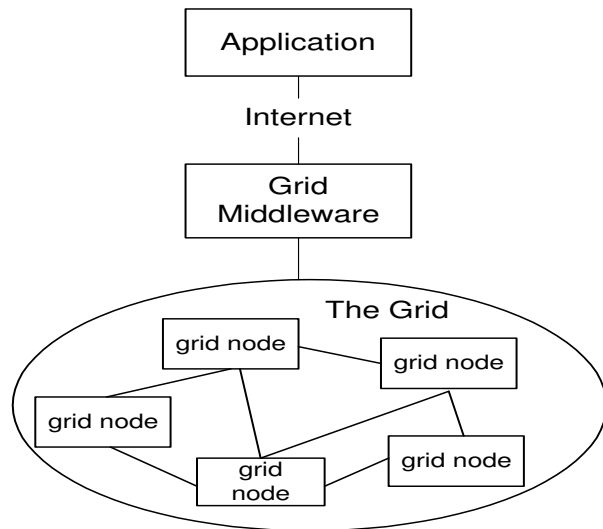 Application
Internet
Grid
Middleware
The Grid
grid node
grid node
grid node
grid node
grid
node